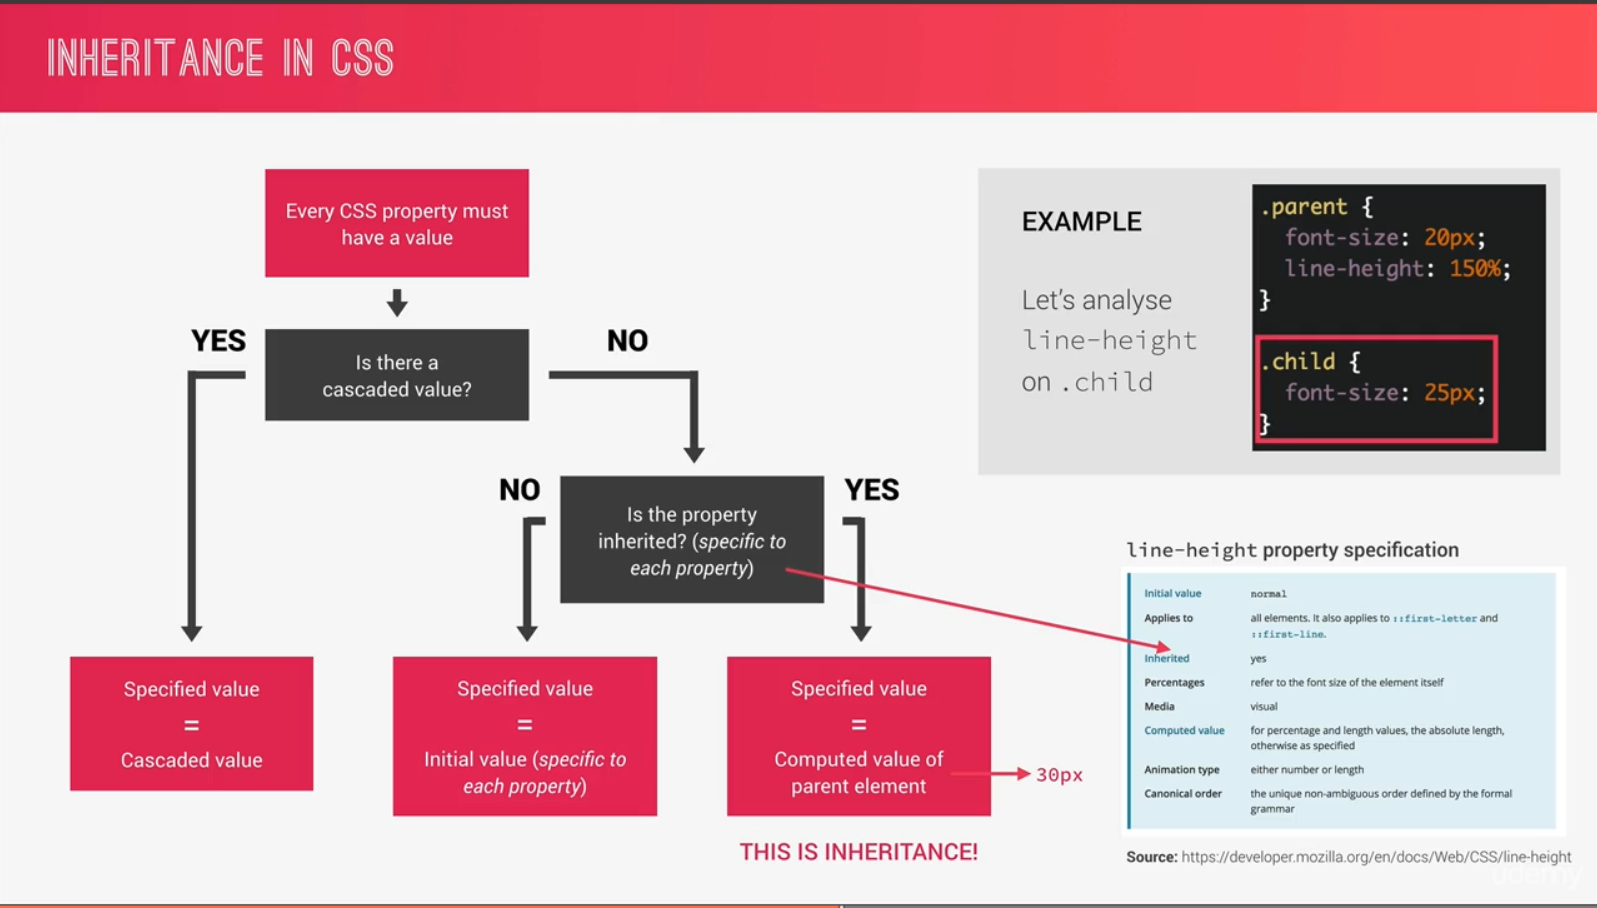 INHERITANCE IN CSS
Every CSS property must
have a value
YES
Is there a
cascaded value?
NO
NO
Is the property
inherited? (specific to
each property)
YES
Specified value
=
Cascaded value
Specified value
=
Initial value (specific to
each property)
Specified value
=
Computed value of
parent element
30px
THIS IS INHERITANCE!
EXAMPLE
Let's analyse
line-height
on .child
.parent {
font-size: 20px;
line-height: 150%;
}
.child {
font-size: 25px;
}
line-height property specification
Initial value normal
Applies to all elements. It also applies to ::first-letter and
::first-line.
Inherited yes
Percentages refer to the font size of the element itself
Media visual
Computed value for percentage and length values, the absolute length,
otherwise as specified
Animation type either number or length
Canonical order the unique non-ambiguous order defined by the formal
grammar
Source: https://developer.mozilla.org/en/docs/Web/CSS/line-height
udemy